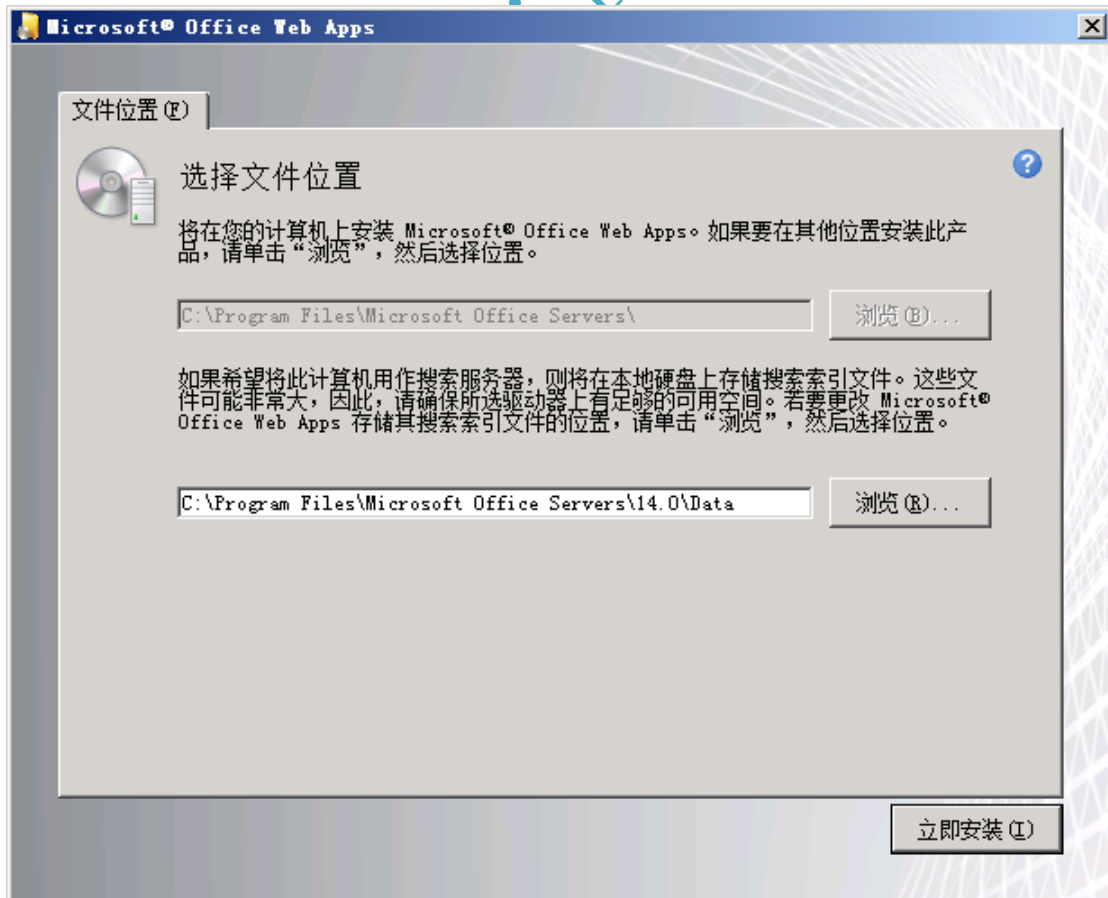 Microsoft® Office Web Apps
文件位置(F)
选择文件位置
将在您的计算机上安装 Microsoft® Office Web Apps。如果要在其他位置安装此产
品，请单击“浏览”，然后选择位置。
C:\Program Files\Microsoft Office Servers\
浏览(B)...
如果希望将此计算机用作搜索服务器，则将在本地硬盘上存储搜索索引文件。这些文
件可能非常大，因此，请确保所选驱动器上有足够的可用空间。若要更改 Microsoft®
Office Web Apps 存储其搜索索引文件的位置，请单击“浏览”，然后选择位置。
C:\Program Files\Microsoft Office Servers\14.0\Data
浏览(R)...
立即安装(I)